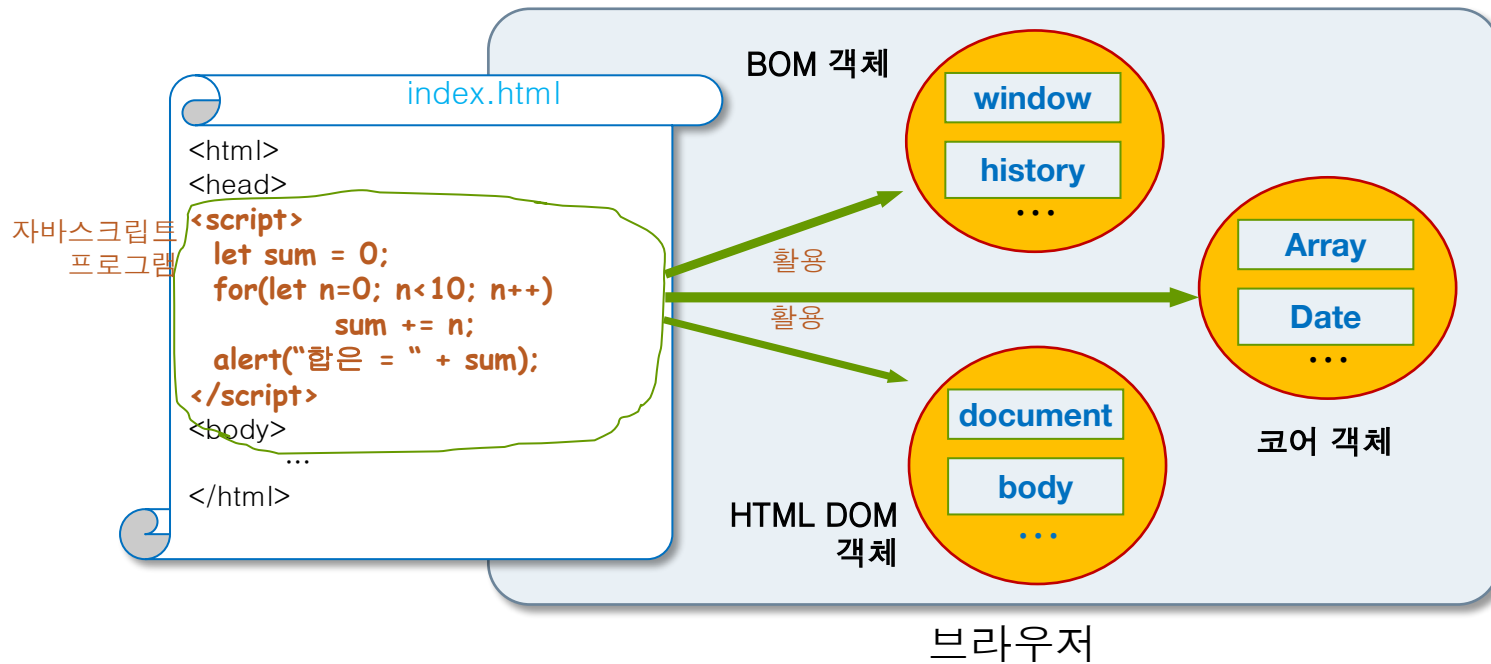 index.html
<html>
<head>
자바스크립트
프로그램
<script>
let sum = 0;
for(let n=0; n<10; n++)
sum += n;
alert(“합은 = “ + sum);
</script>
<body>
...
</html>
BOM 객체
window
history
...
활용
활용
Array
Date
...
코어 객체
document
body
...
HTML DOM
객체
브라우저